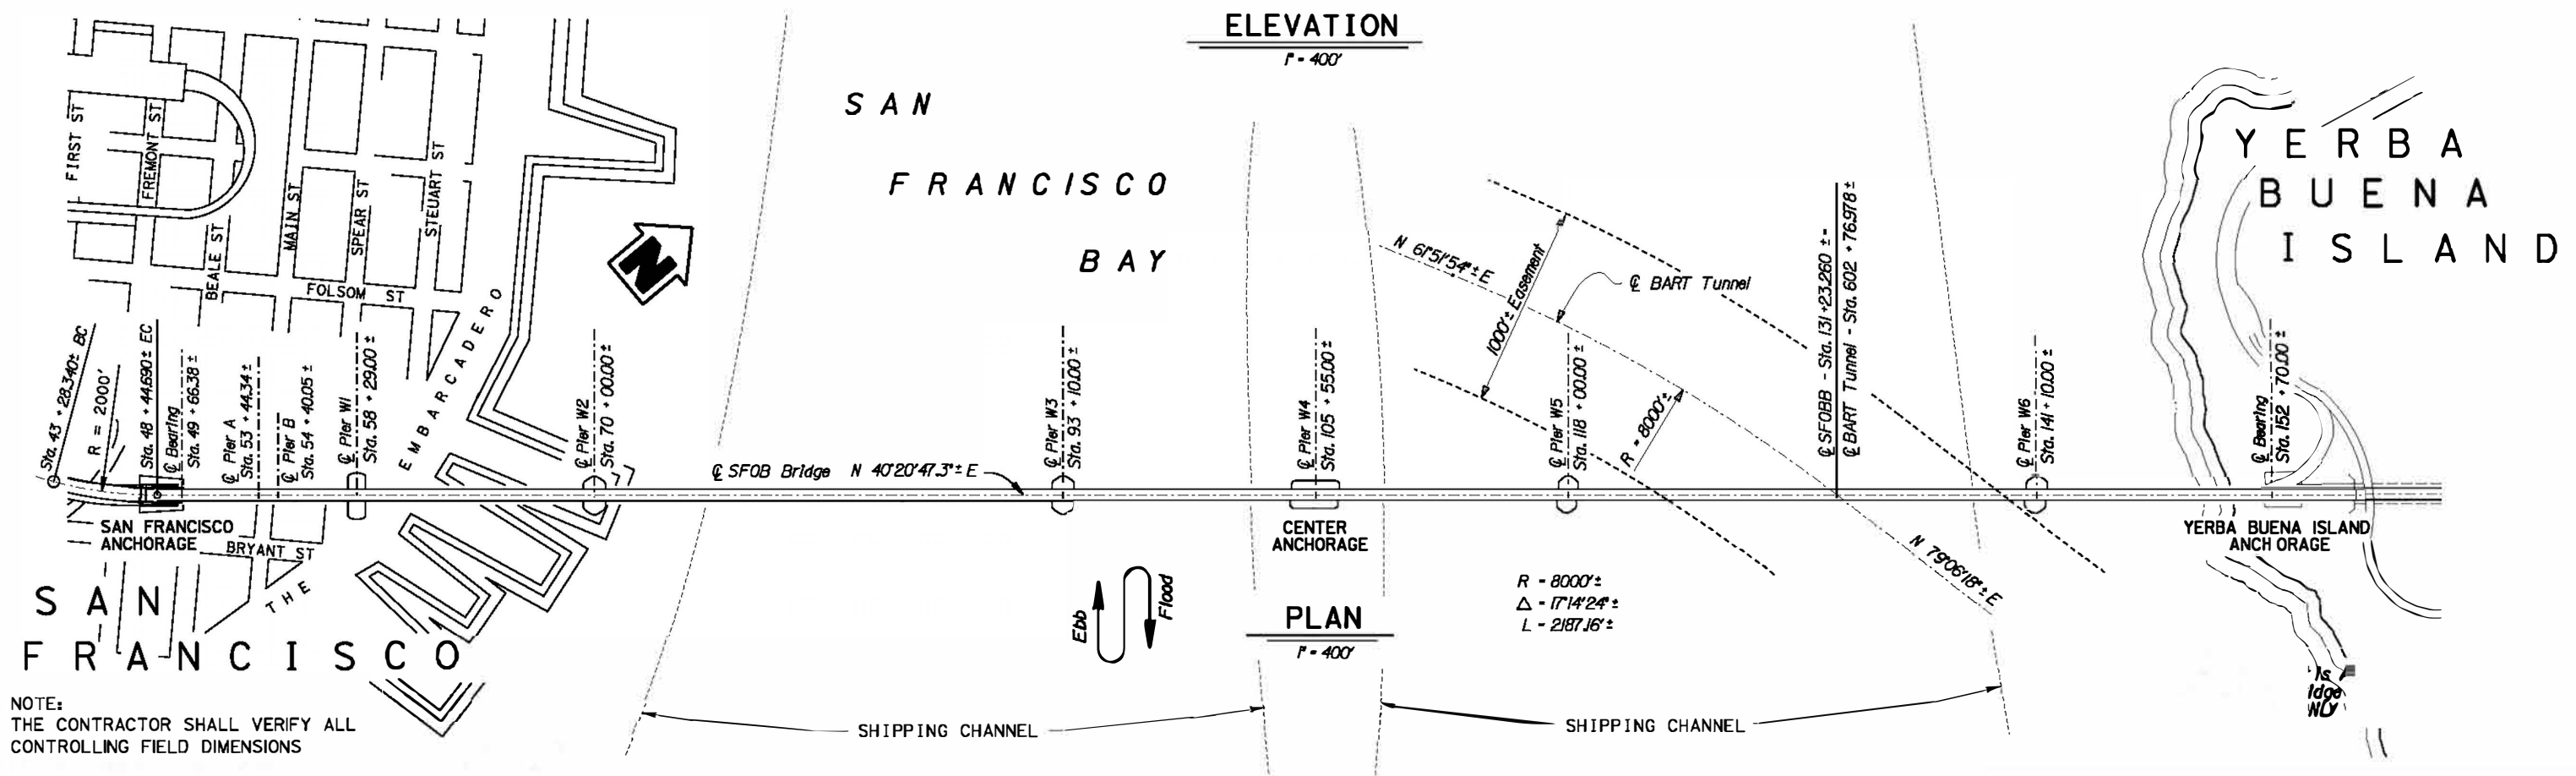 ELEVATION
1" = 400'
SAN
FRANCISCO
BAY
YERBA
BUENA
ISLAND
FIRST ST
FREMONT ST
BEALE ST
MAIN ST
SPEAR ST
STEUART ST
FOLSOM ST
THE EMBARCADERO
BRYANT ST
N
Sta. 43 + 28.340± BC
R = 2000'
Sta. 48 + 44.690± EC
℄ Bearing
Sta. 49 + 66.38 ±
℄ Pier A
Sta. 53 + 44.34 ±
℄ Pier B
Sta. 54 + 40.05 ±
℄ Pier W1
Sta. 58 + 29.00 ±
℄ Pier W2
Sta. 70 + 00.00 ±
℄ SFOB Bridge N 40°20'47.3"± E
℄ Pier W3
Sta. 93 + 10.00 ±
℄ Pier W4
Sta. 105 + 55.00 ±
℄ Pier W5
Sta. 118 + 00.00 ±
N 61°51'54"± E
1000'± Easement
℄ BART Tunnel
R = 8000'±
℄ SFOBB - Sta. 131 +23.260 ± =
℄ BART Tunnel - Sta. 602 + 76.978 ±
℄ Pier W6
Sta. 141 + 10.00 ±
℄ Bearing
Sta. 152 + 70.00 ±
SAN FRANCISCO
ANCHORAGE
CENTER
ANCHORAGE
YERBA BUENA ISLAND
ANCHORAGE
N 79°06'18"± E
Ebb
Flood
R = 8000'±
Δ = 17°14'24"±
L = 2187.16'±
PLAN
1" = 400'
SAN
FRANCISCO
NOTE:
THE CONTRACTOR SHALL VERIFY ALL
CONTROLLING FIELD DIMENSIONS
SHIPPING CHANNEL
SHIPPING CHANNEL